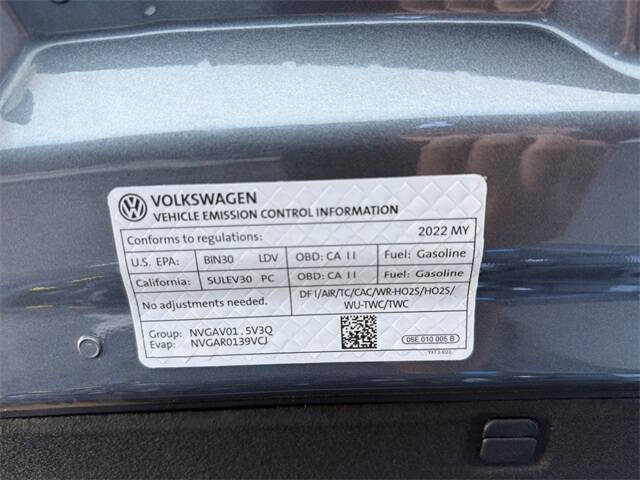 VOLKSWAGEN
VEHICLE EMISSION CONTROL INFORMATION
Conforms to regulations: 2022 MY
U.S. EPA: BIN30 LDV OBD: CA II Fuel: Gasoline
California: SULEV30 PC OBD: CA II Fuel: Gasoline
No adjustments needed. DFI/AIR/TC/CAC/WR-HO2S/HO2S/
WU-TWC/TWC
Group: NVGAV01.5V3Q
Evap: NVGAR0139VCJ
05E 010 005 B